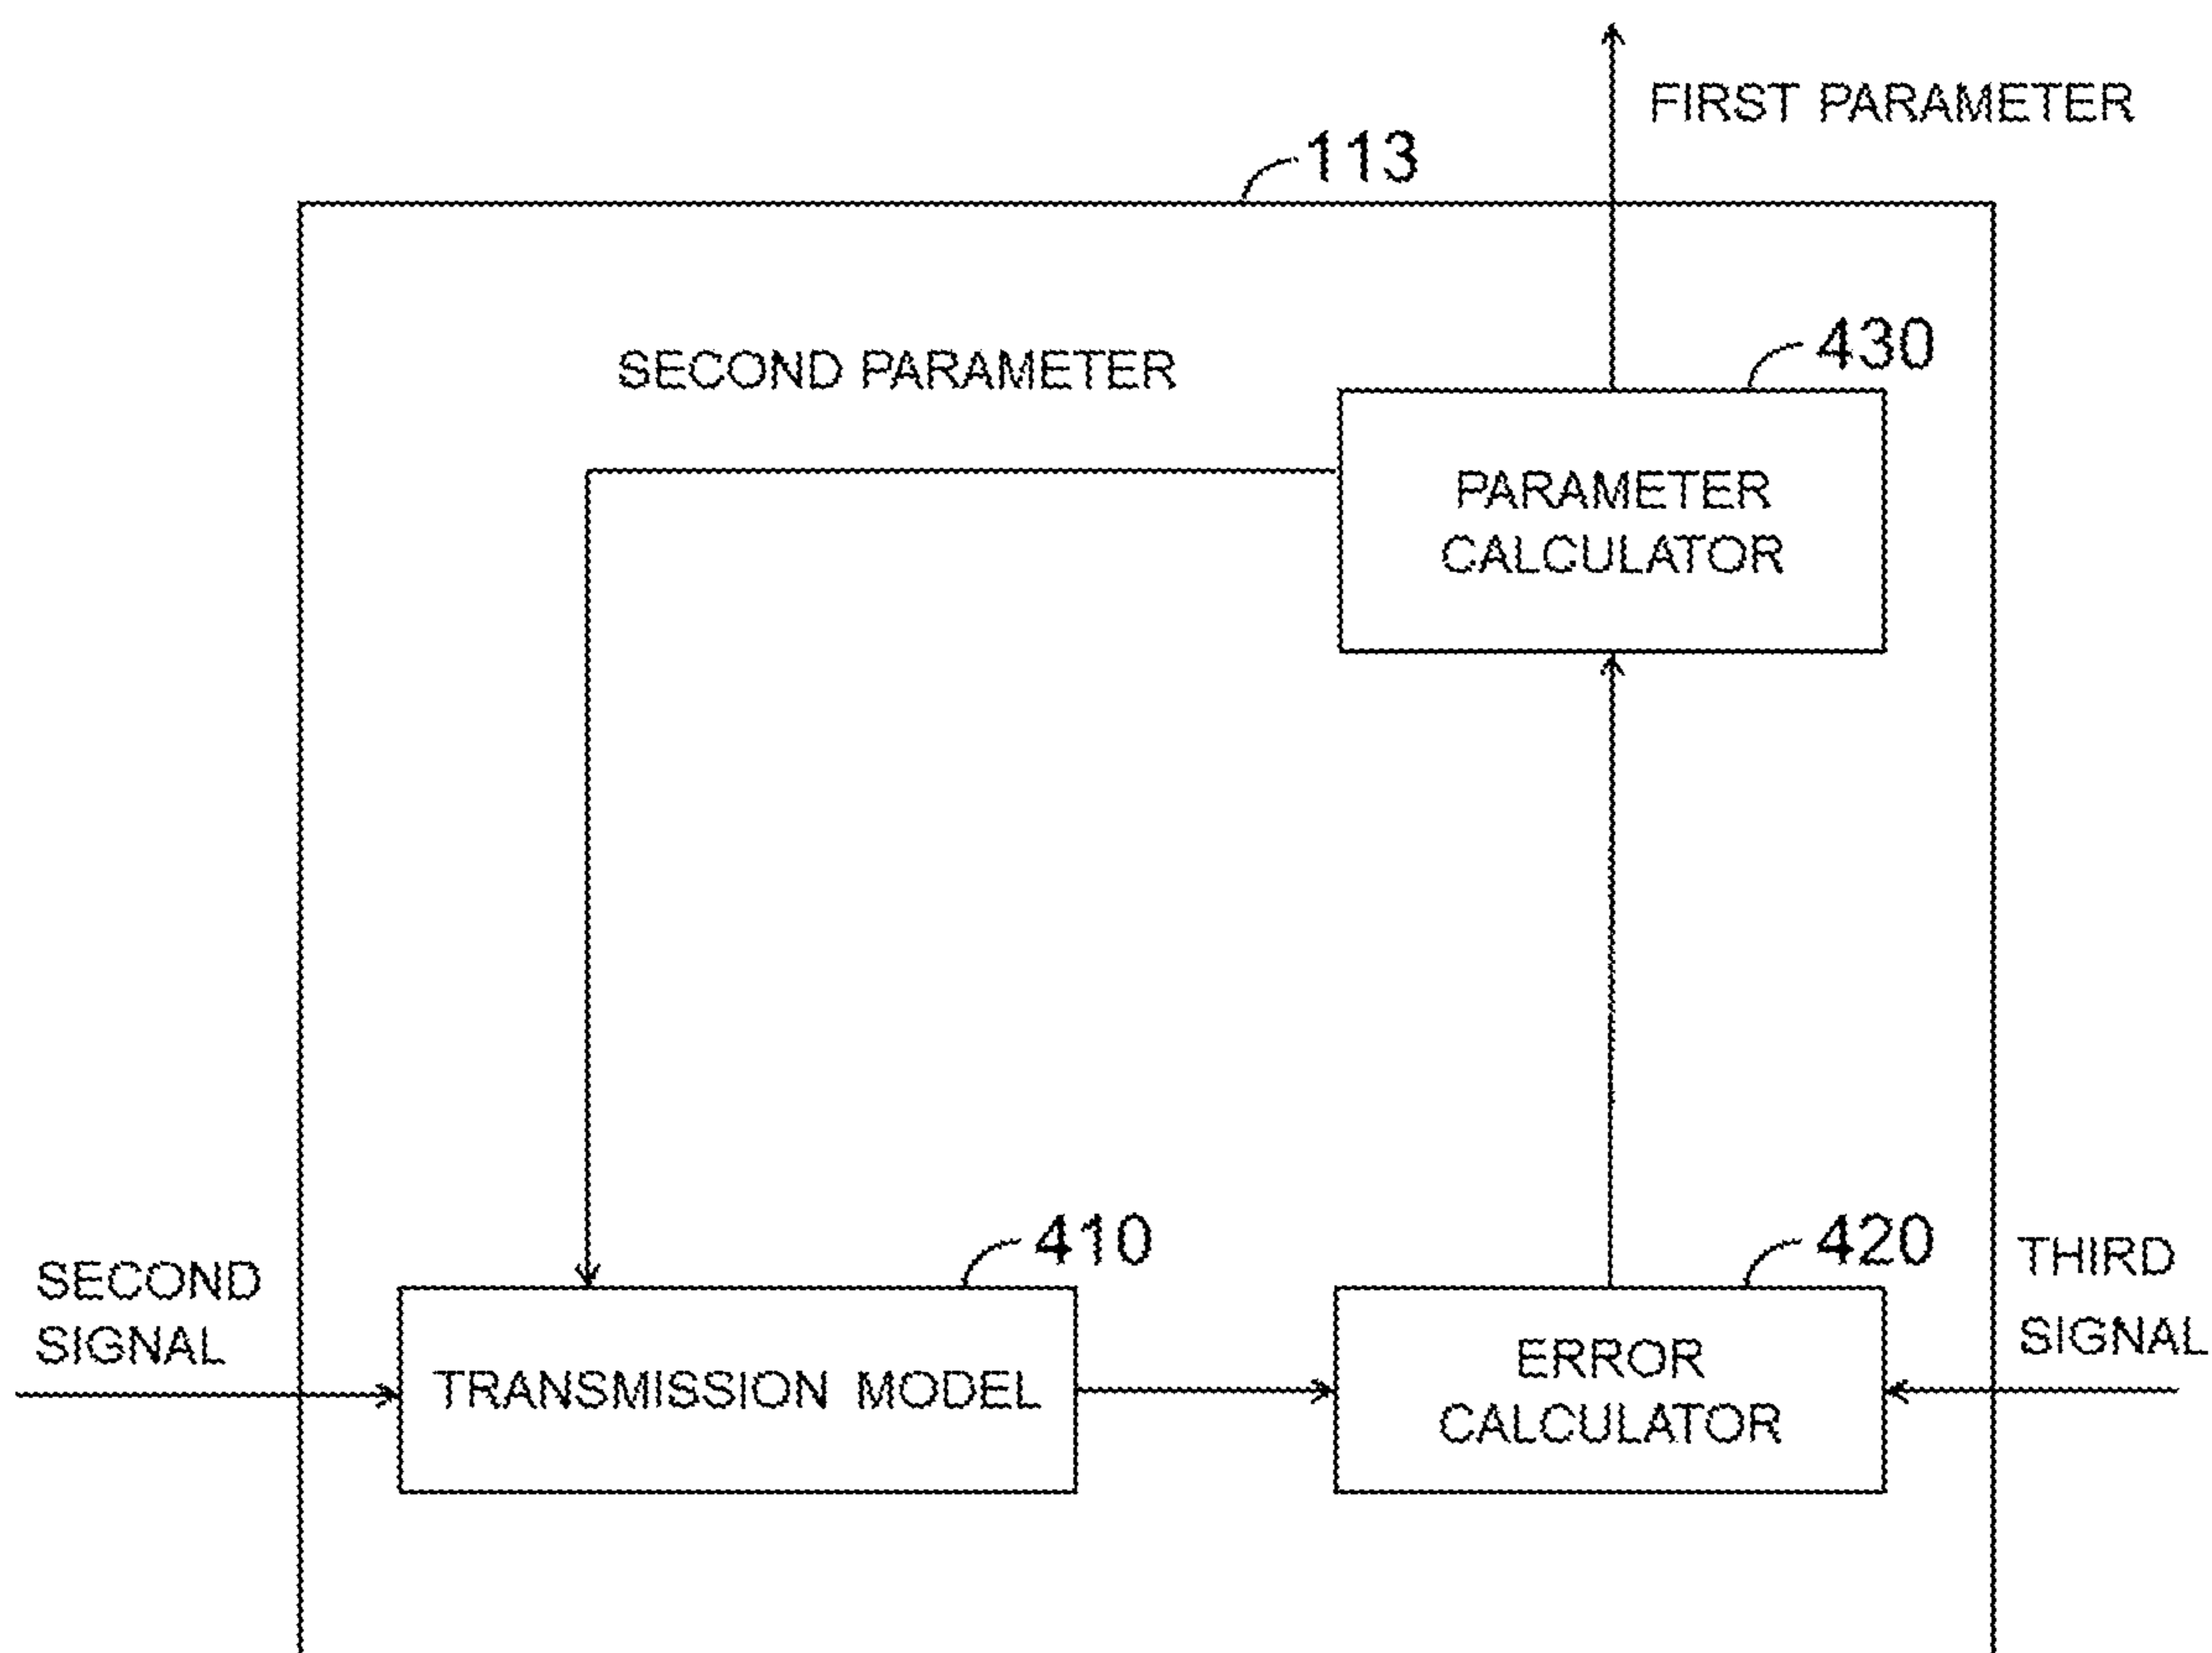 FIRST PARAMETER
113
SECOND PARAMETER
430
PARAMETER
CALCULATOR
SECOND
SIGNAL
410
TRANSMISSION MODEL
420
ERROR
CALCULATOR
THIRD
SIGNAL